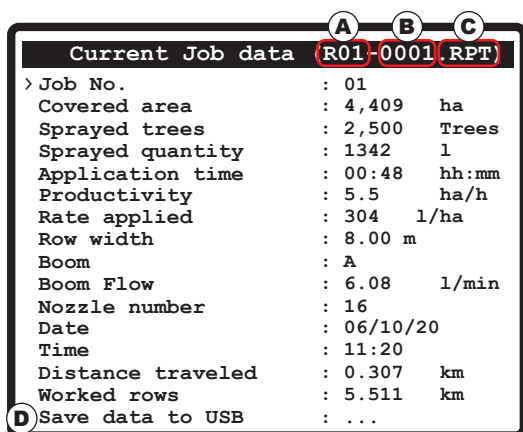 A B C
Current Job data (R01-0001.RPT)
>Job No. : 01
Covered area : 4,409 ha
Sprayed trees : 2,500 Trees
Sprayed quantity : 1342 l
Application time : 00:48 hh:mm
Productivity : 5.5 ha/h
Rate applied : 304 l/ha
Row width : 8.00 m
Boom : A
Boom Flow : 6.08 l/min
Nozzle number : 16
Date : 06/10/20
Time : 11:20
Distance traveled : 0.307 km
Worked rows : 5.511 km
D Save data to USB : ...